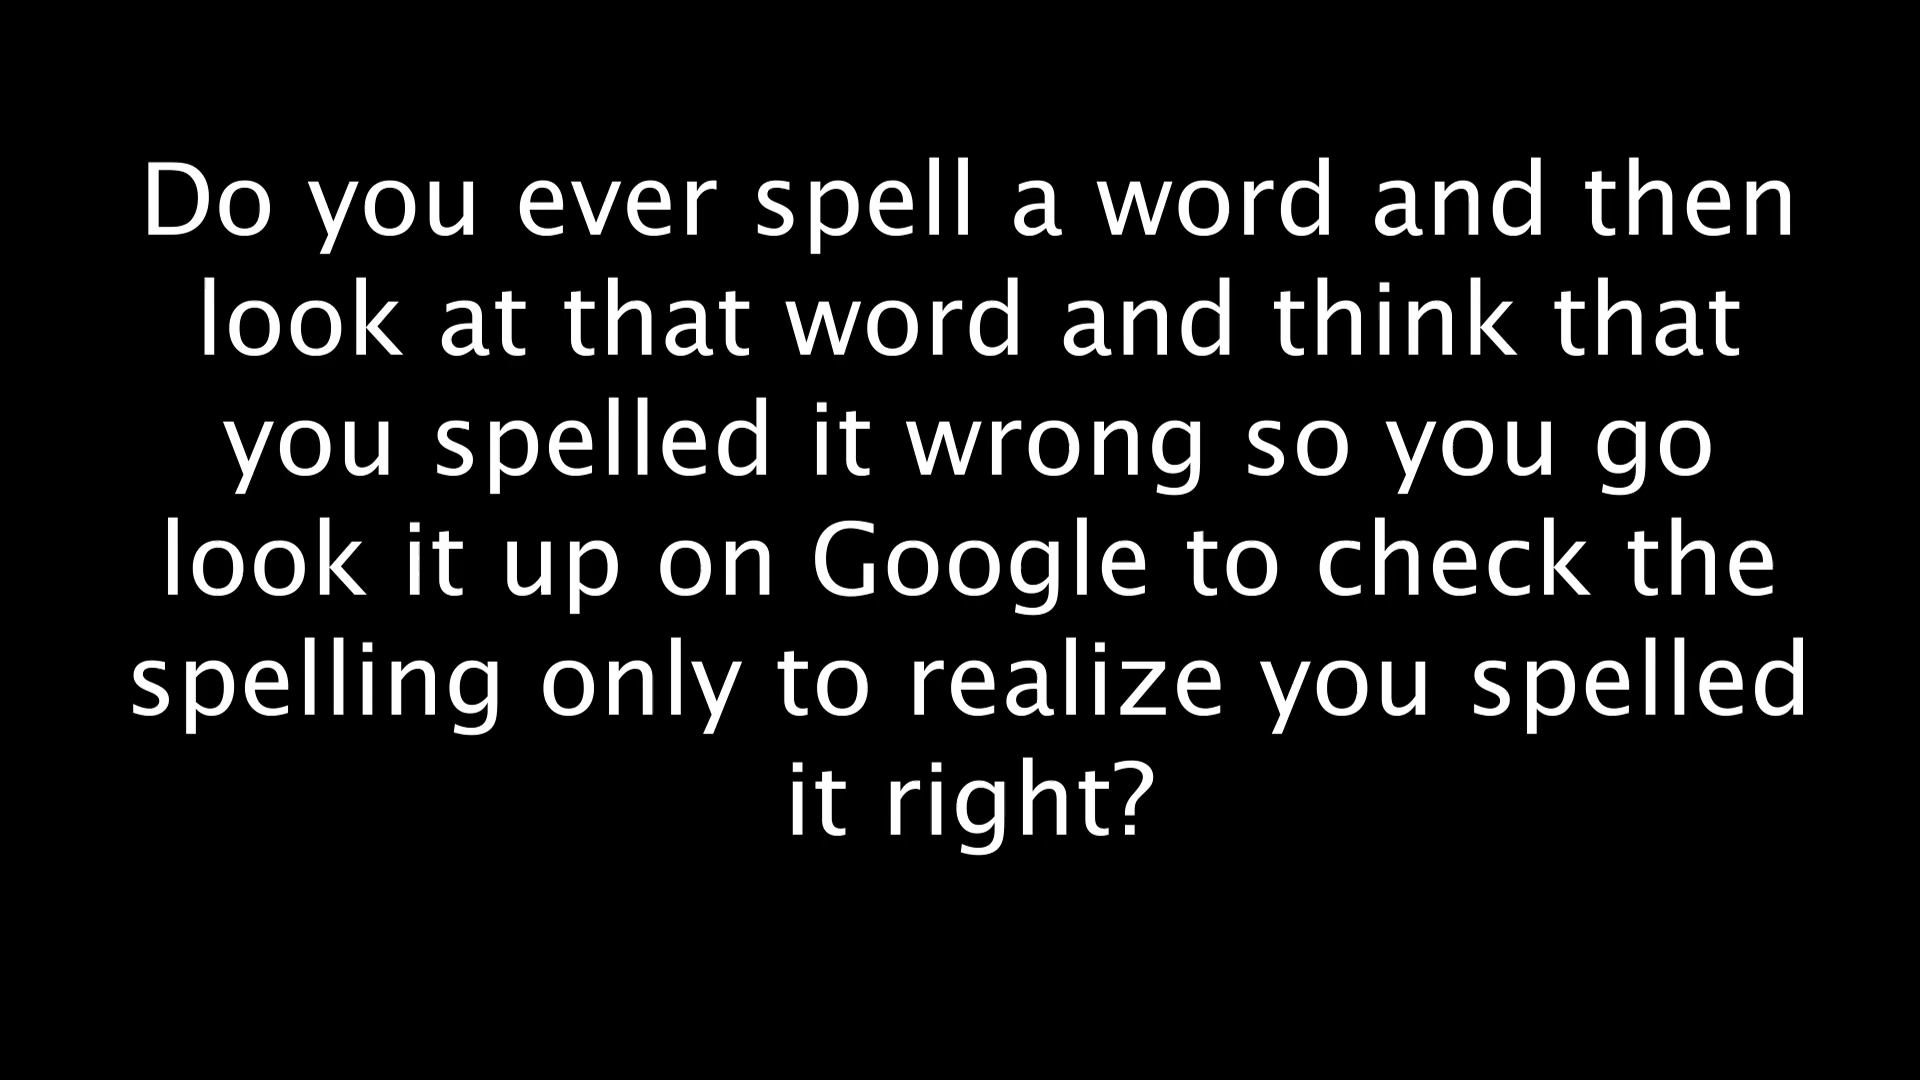 Do you ever spell a word and then
look at that word and think that
you spelled it wrong so you go
look it up on Google to check the
spelling only to realize you spelled
it right?